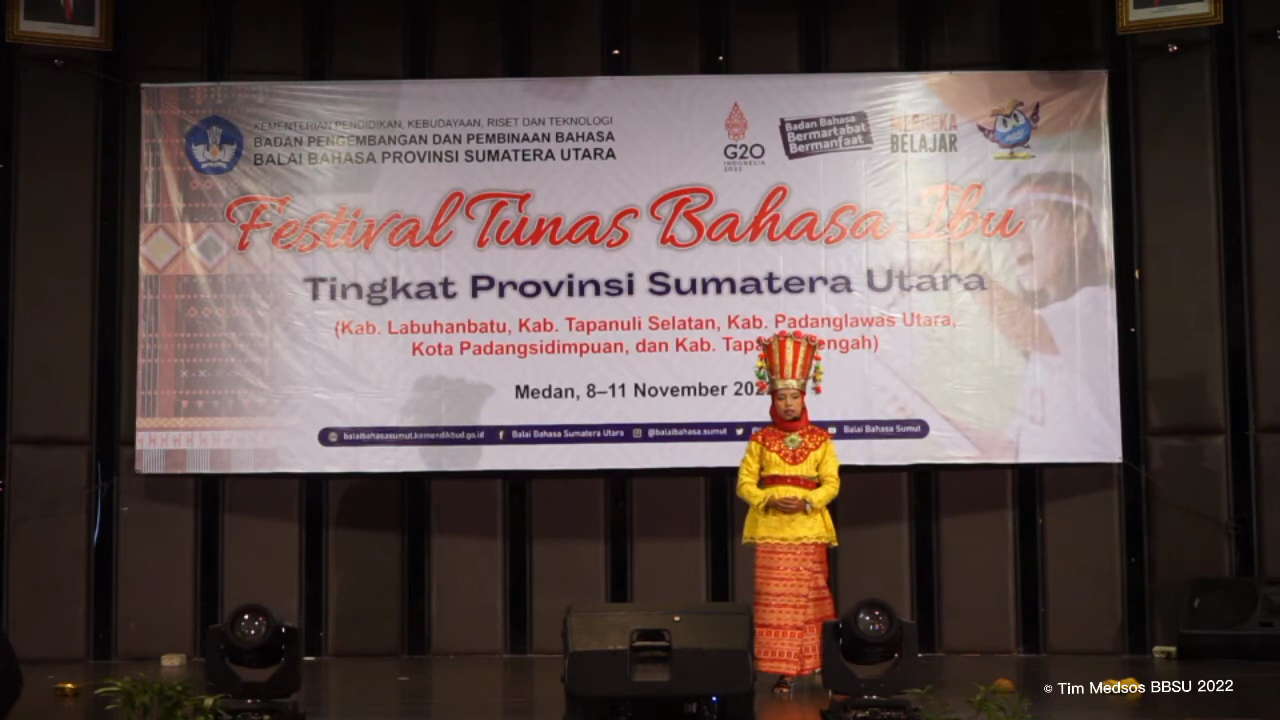 KEMENTERIAN PENDIDIKAN, KEBUDAYAAN, RISET DAN TEKNOLOGI
BADAN PENGEMBANGAN DAN PEMBINAAN BAHASA
BALAI BAHASA PROVINSI SUMATERA UTARA
G20
INDONESIA
2022
Badan Bahasa
Bermartabat
Bermanfaat
MERDEKA
BELAJAR
Festival Tunas Bahasa Ibu
Tingkat Provinsi Sumatera Utara
(Kab. Labuhanbatu, Kab. Tapanuli Selatan, Kab. Padanglawas Utara,
Kota Padangsidimpuan, dan Kab. engah)
Medan, 8–11 November
balaibahasasumut.kemendikbud.go.id Balai Bahasa Sumatera Utara @balaibahasa.sumut Balai Bahasa Sumut
© Tim Medsos BBSU 2022